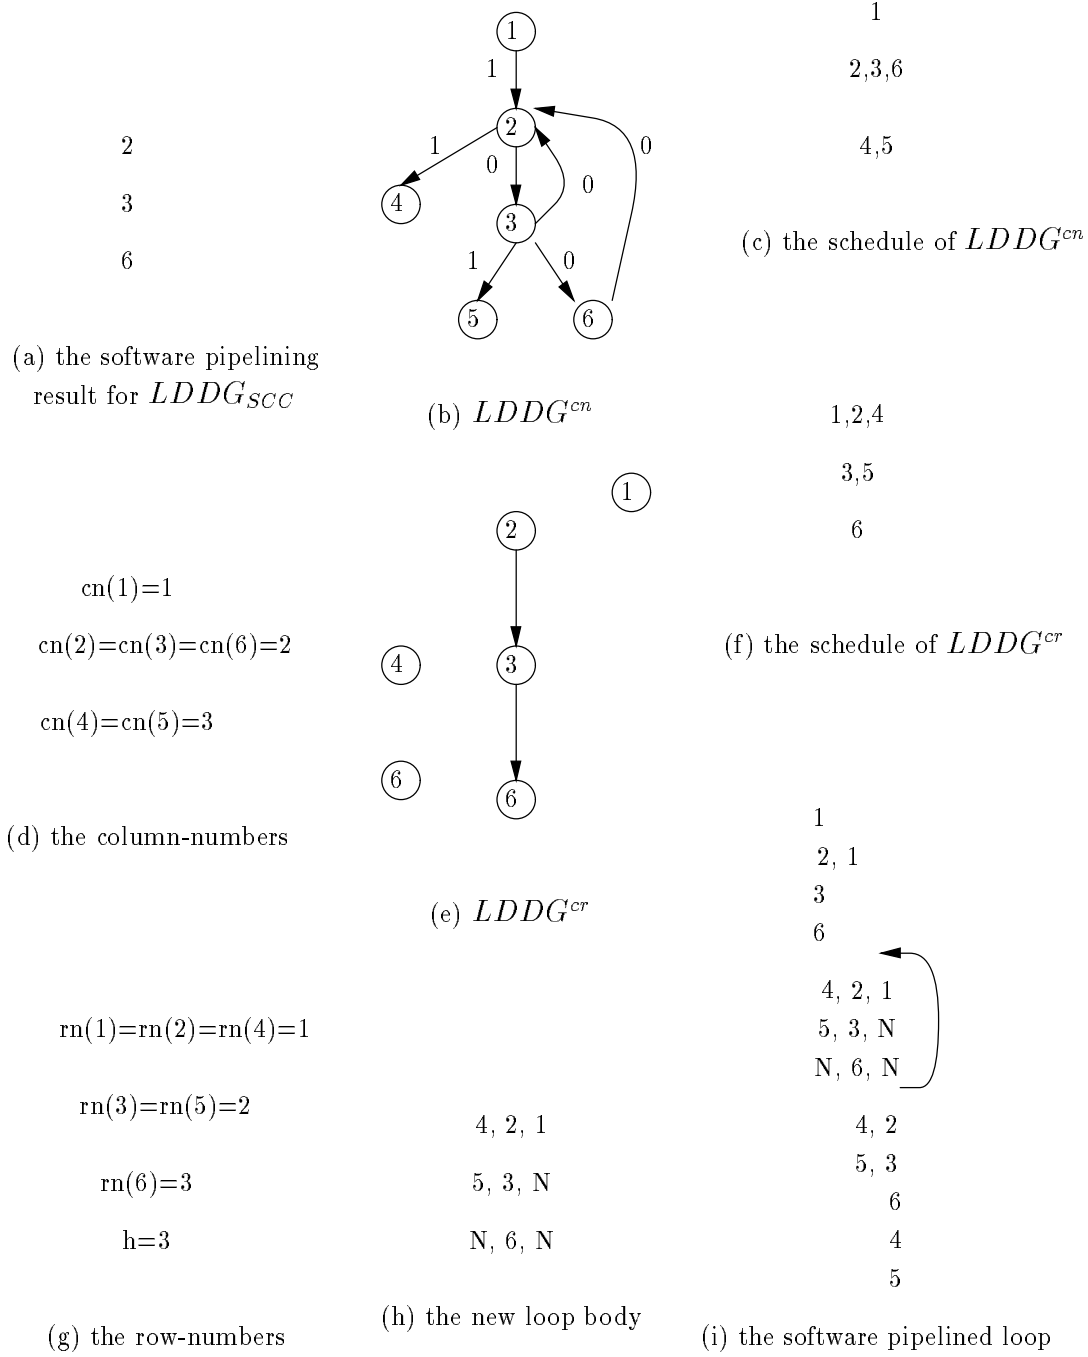 2
3
6
(a) the software pipelining
result for LDDG_SCC
1
1
2
1
0
0
0
4
3
1
0
5
6
(b) LDDG^cn
1
2,3,6
4,5
(c) the schedule of LDDG^cn
cn(1)=1
cn(2)=cn(3)=cn(6)=2
cn(4)=cn(5)=3
(d) the column-numbers
1
2
4
3
6
6
(e) LDDG^cr
1,2,4
3,5
6
(f) the schedule of LDDG^cr
rn(1)=rn(2)=rn(4)=1
rn(3)=rn(5)=2
rn(6)=3
h=3
(g) the row-numbers
4, 2, 1
5, 3, N
N, 6, N
(h) the new loop body
1
2, 1
3
6
4, 2, 1
5, 3, N
N, 6, N
4, 2
5, 3
6
4
5
(i) the software pipelined loop